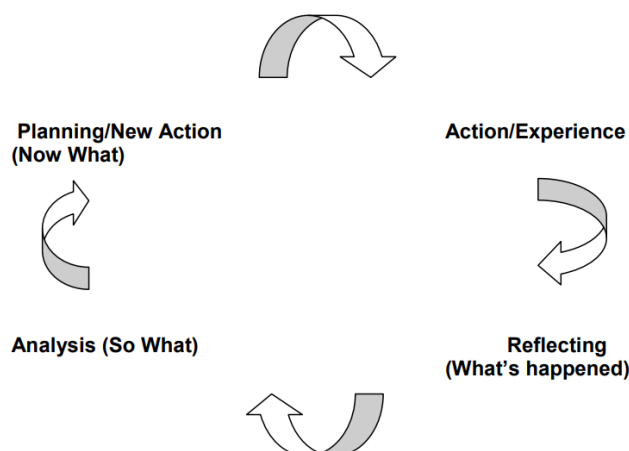 Planning/New Action
(Now What)
Action/Experience
Analysis (So What)
Reflecting
(What’s happened)